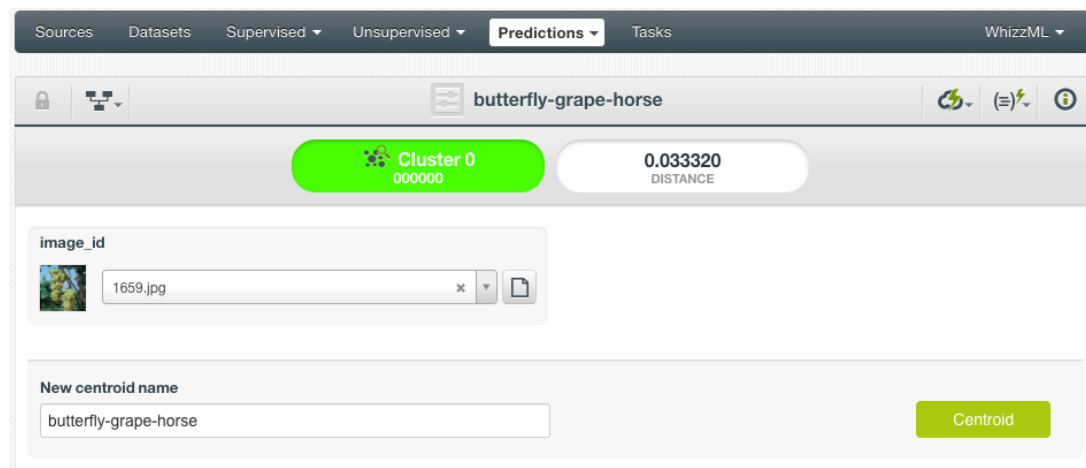 Sources Datasets Supervised Unsupervised Predictions Tasks WhizzML
butterfly-grape-horse
Cluster 0
000000
0.033320
DISTANCE
image_id
1659.jpg
New centroid name
butterfly-grape-horse
Centroid